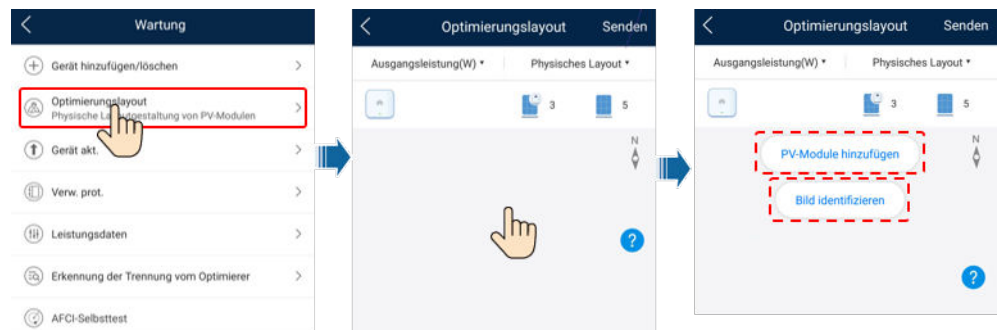 Wartung
Gerät hinzufügen/löschen
Optimierungslayout
Physische La utgestaltung von PV-Modulen
Gerät akt.
Verw. prot.
Leistungsdaten
Erkennung der Trennung vom Optimierer
AFCI-Selbsttest
Optimierungslayout Senden
Ausgangsleistung(W) Physisches Layout
3 5
N
?
Optimierungslayout Senden
Ausgangsleistung(W) Physisches Layout
3 5
N
PV-Module hinzufügen
Bild identifizieren
?